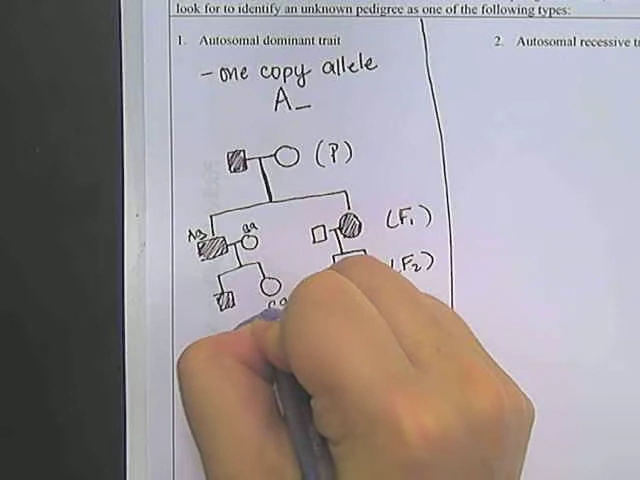 look for to identify an unknown pedigree as one of the following types:
1. Autosomal dominant trait
2. Autosomal recessive
- one copy allele
A_
(P)
Aa
aa
(F1)
(F2)
aa